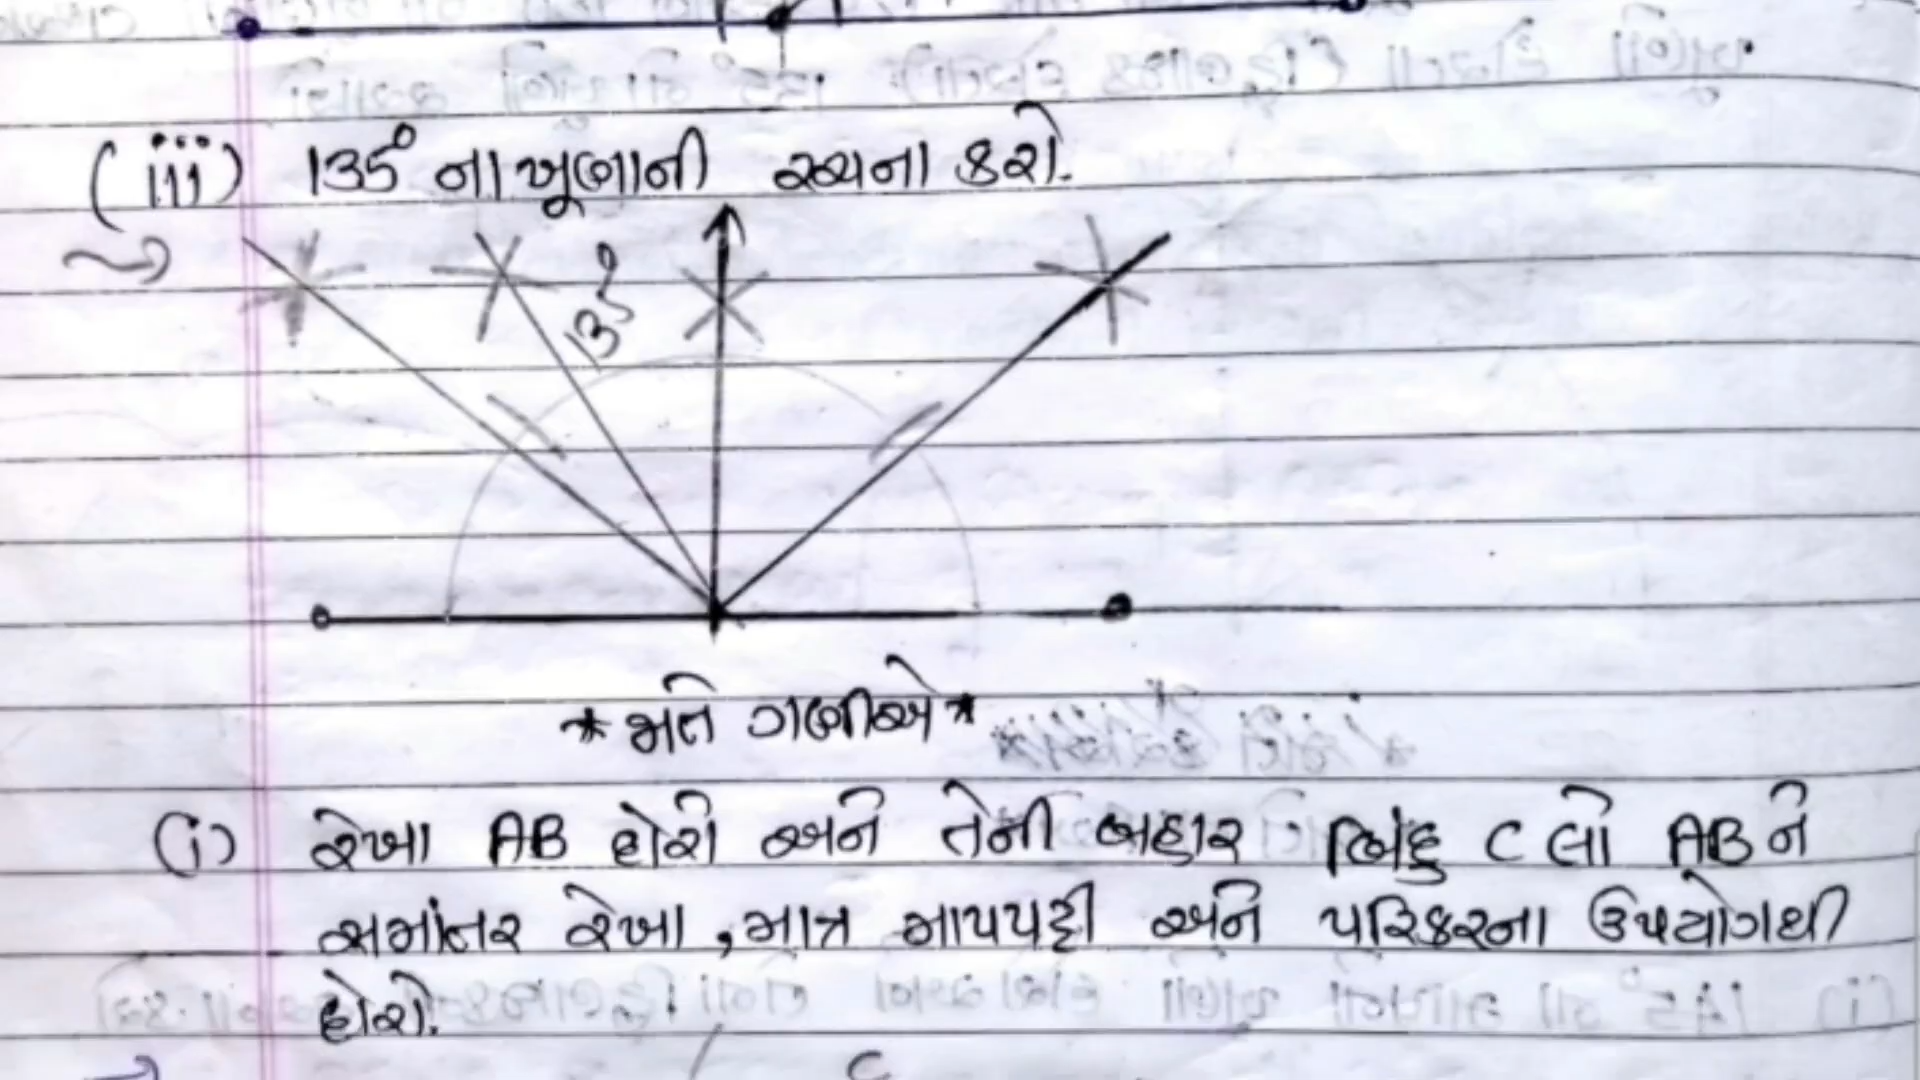 (iii) 135° ના ખૂણાની રચના કરો.
135°
*જાતે ગણીએ*
(i) રેખા AB દોરો અને તેની બહાર બિંદુ C લો AB ને
સમાંતર રેખા, માત્ર માપપટ્ટી અને પરિકરના ઉપયોગથી
દોરો.
C